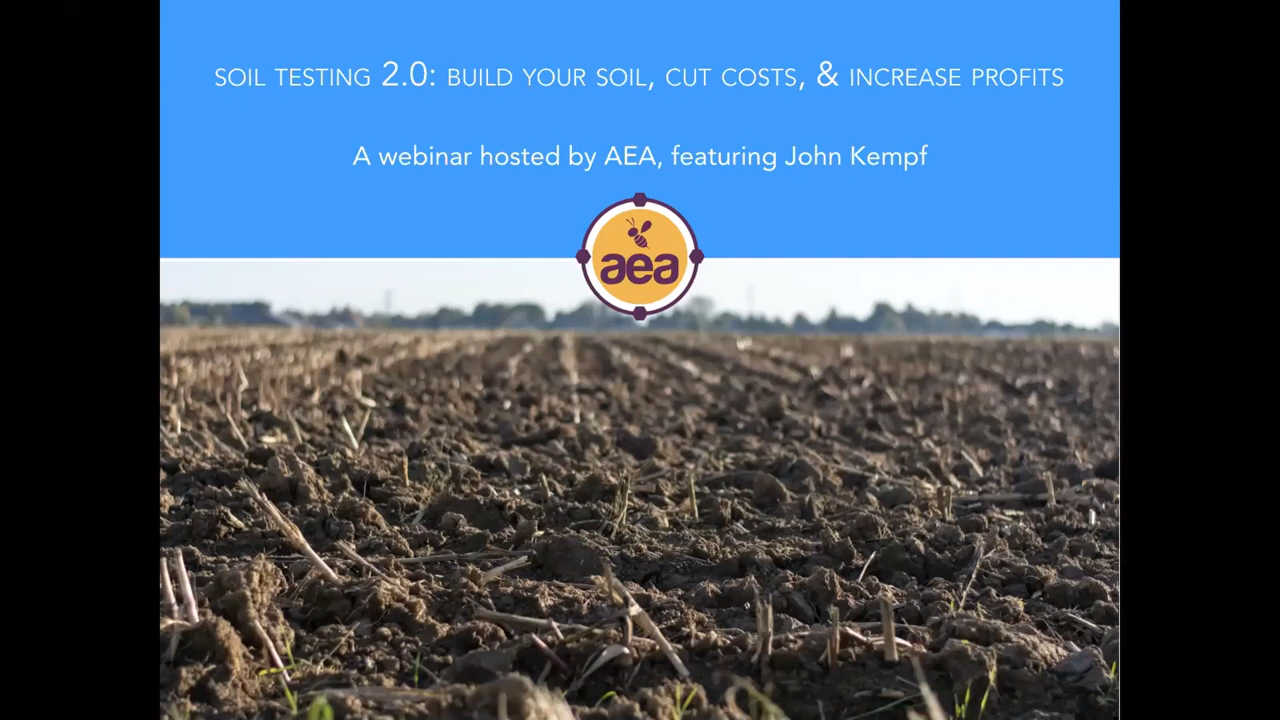 SOIL TESTING 2.0: BUILD YOUR SOIL, CUT COSTS, & INCREASE PROFITS
A webinar hosted by AEA, featuring John Kempf
aea